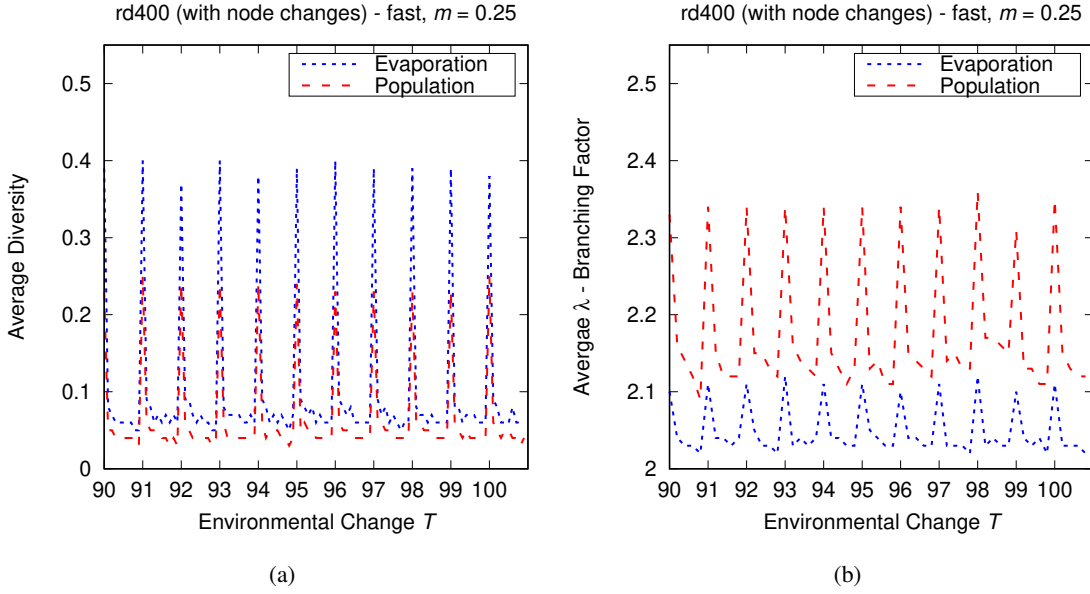 rd400 (with node changes) - fast, m = 0.25
Evaporation
Population
0.5
0.4
0.3
0.2
0.1
0
Average Diversity
90 91 92 93 94 95 96 97 98 99 100
Environmental Change T
(a)
rd400 (with node changes) - fast, m = 0.25
Evaporation
Population
2.5
2.4
2.3
2.2
2.1
2
Avergae λ - Branching Factor
90 91 92 93 94 95 96 97 98 99 100
Environmental Change T
(b)